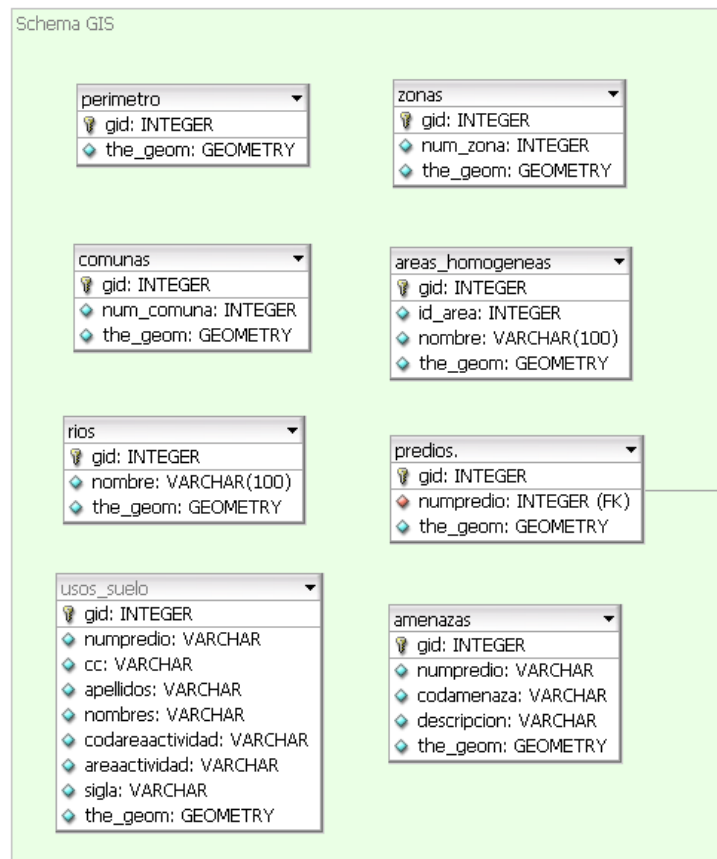 Schema GIS
perimetro
gid: INTEGER
the_geom: GEOMETRY
zonas
gid: INTEGER
num_zona: INTEGER
the_geom: GEOMETRY
comunas
gid: INTEGER
num_comuna: INTEGER
the_geom: GEOMETRY
areas_homogeneas
gid: INTEGER
id_area: INTEGER
nombre: VARCHAR(100)
the_geom: GEOMETRY
rios
gid: INTEGER
nombre: VARCHAR(100)
the_geom: GEOMETRY
predios.
gid: INTEGER
numpredio: INTEGER (FK)
the_geom: GEOMETRY
usos_suelo
gid: INTEGER
numpredio: VARCHAR
cc: VARCHAR
apellidos: VARCHAR
nombres: VARCHAR
codareaactividad: VARCHAR
areaactividad: VARCHAR
sigla: VARCHAR
the_geom: GEOMETRY
amenazas
gid: INTEGER
numpredio: VARCHAR
codamenaza: VARCHAR
descripcion: VARCHAR
the_geom: GEOMETRY